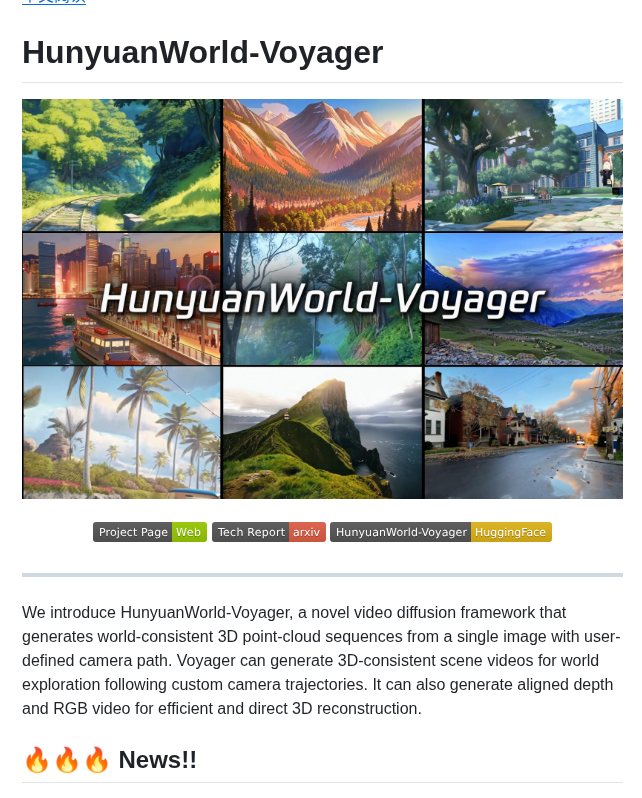 HunyuanWorld-Voyager
HunyuanWorld-Voyager
Project Page Web Tech Report arxiv HunyuanWorld-Voyager HuggingFace
We introduce HunyuanWorld-Voyager, a novel video diffusion framework that
generates world-consistent 3D point-cloud sequences from a single image with user-
defined camera path. Voyager can generate 3D-consistent scene videos for world
exploration following custom camera trajectories. It can also generate aligned depth
and RGB video for efficient and direct 3D reconstruction.
🔥🔥🔥 News!!